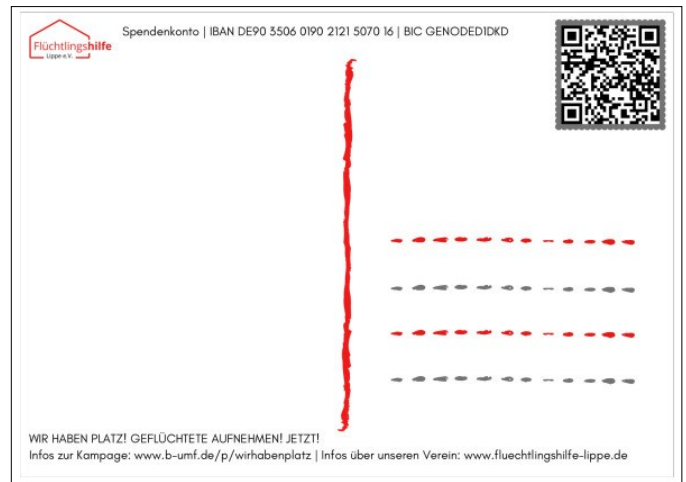 Flüchtlingshilfe
Lippe e.V.
Spendenkonto | IBAN DE90 3506 0190 2121 5070 16 | BIC GENODED1DKD
WIR HABEN PLATZ! GEFLÜCHTETE AUFNEHMEN! JETZT!
Infos zur Kampage: www.b-umf.de/p/wirhabenplatz | Infos über unseren Verein: www.fluechtlingshilfe-lippe.de